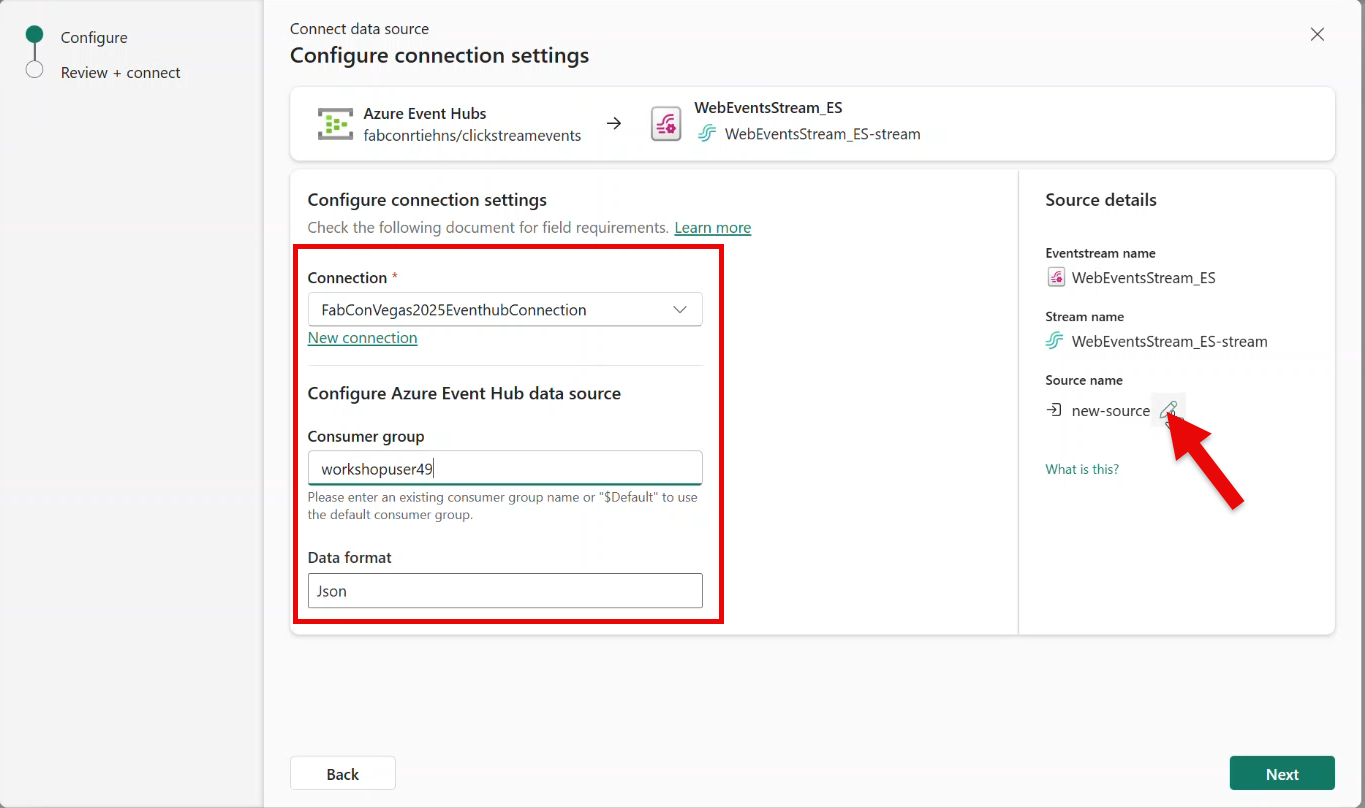 Configure
Review + connect
Connect data source
Configure connection settings
Azure Event Hubs
fabconrtiehns/clickstreamevents
WebEventsStream_ES
WebEventsStream_ES-stream
Configure connection settings
Check the following document for field requirements. Learn more
Connection *
FabConVegas2025EventhubConnection
New connection
Configure Azure Event Hub data source
Consumer group
workshopuser49
Please enter an existing consumer group name or "$Default" to use
the default consumer group.
Data format
Json
Source details
Eventstream name
WebEventsStream_ES
Stream name
WebEventsStream_ES-stream
Source name
new-source
What is this?
Back
Next